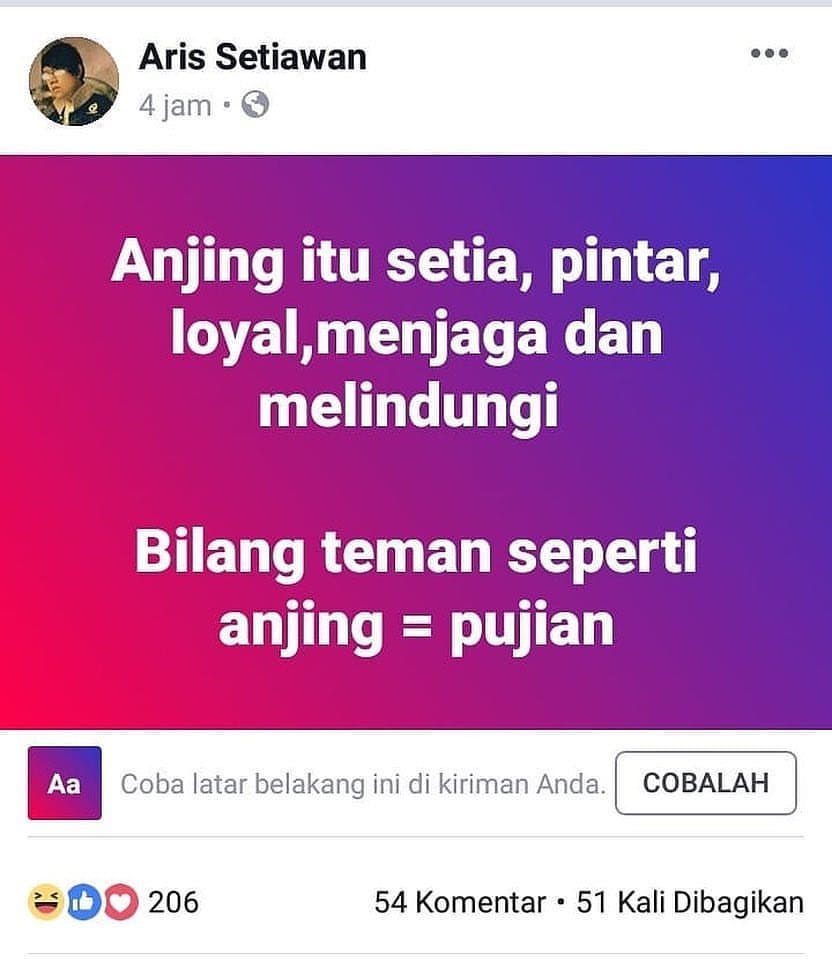 Aris Setiawan
4 jam •
Anjing itu setia, pintar,
loyal,menjaga dan
melindungi
Bilang teman seperti
anjing = pujian
Aa
Coba latar belakang ini di kiriman Anda.
COBALAH
206
54 Komentar • 51 Kali Dibagikan